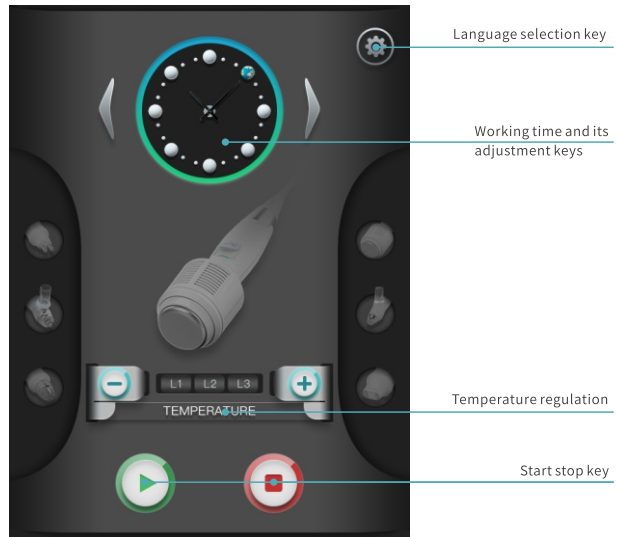 Language selection key
Working time and its
adjustment keys
L1 L2 L3
Temperature regulation
TEMPERATURE
Start stop key